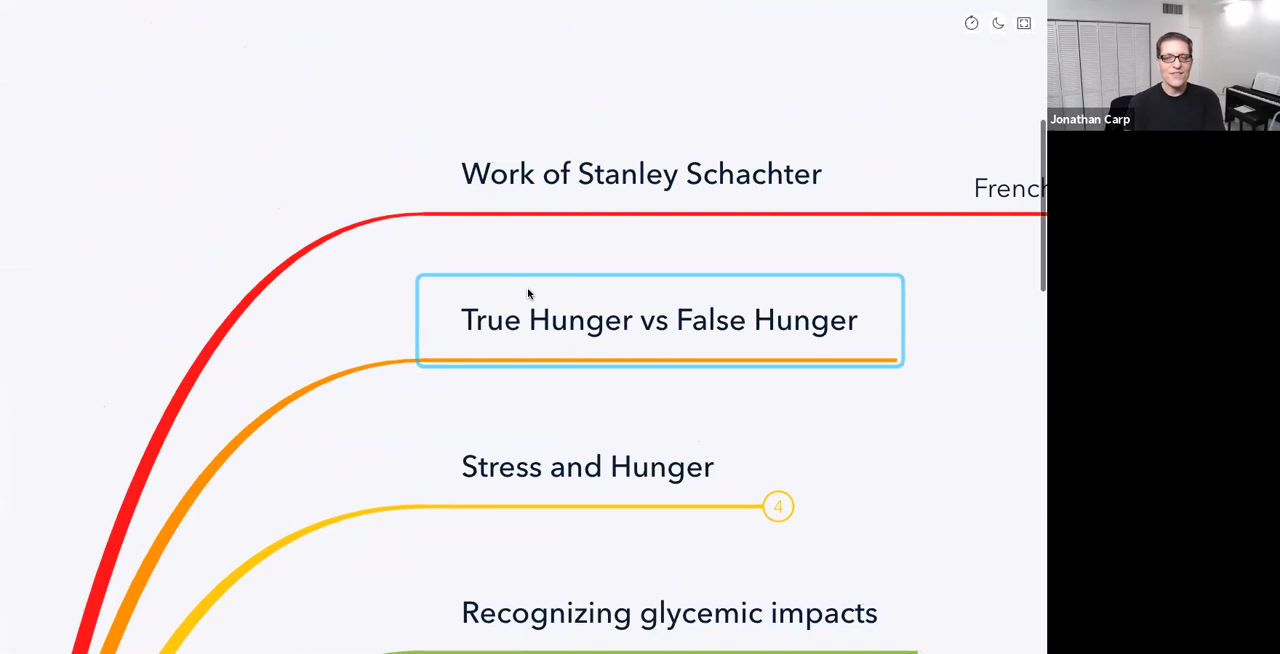 Jonathan Carp
Work of Stanley Schachter
French
True Hunger vs False Hunger
Stress and Hunger
4
Recognizing glycemic impacts